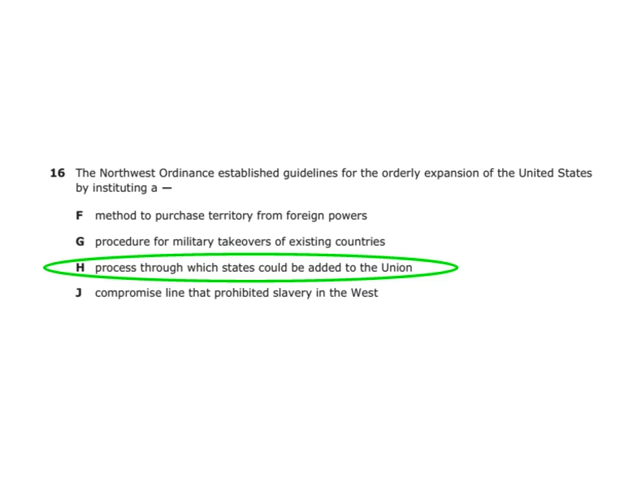 16 The Northwest Ordinance established guidelines for the orderly expansion of the United States
by instituting a —
F method to purchase territory from foreign powers
G procedure for military takeovers of existing countries
H process through which states could be added to the Union
J compromise line that prohibited slavery in the West